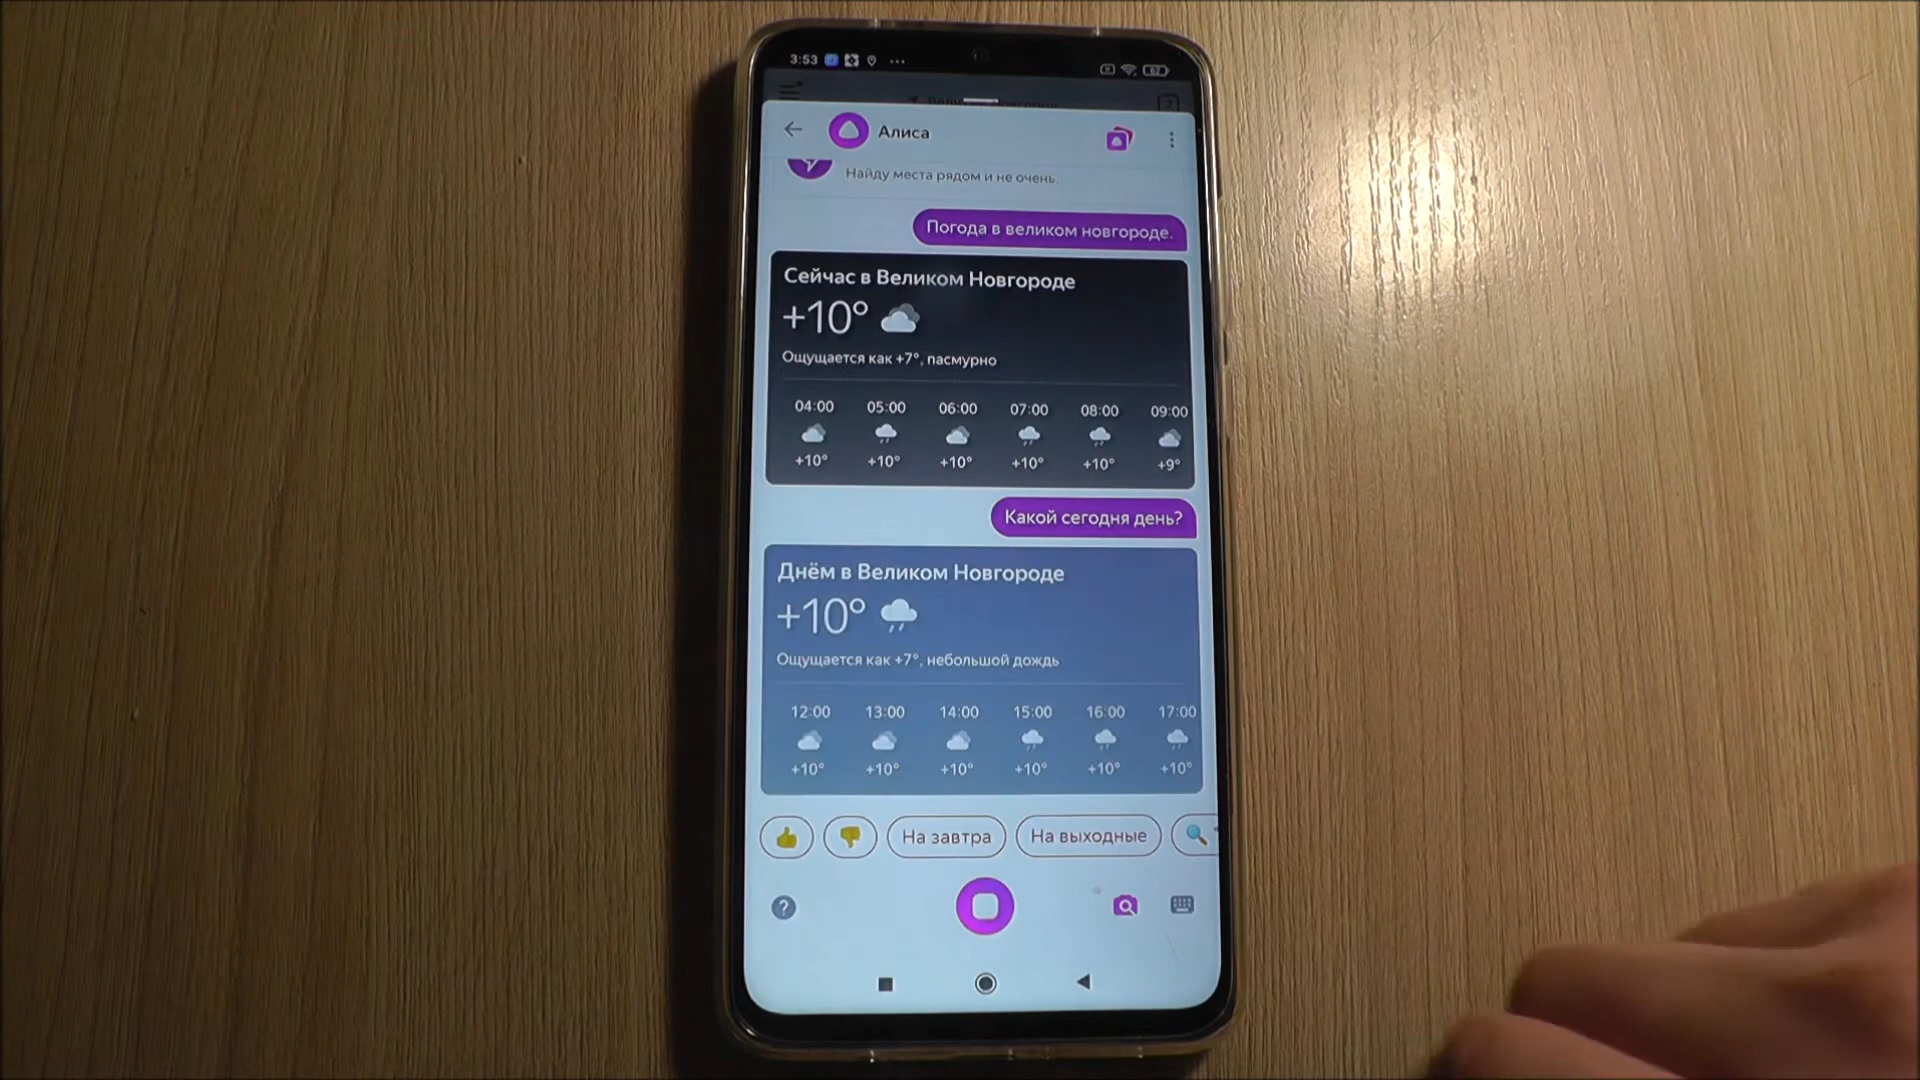 3:53
62
Алиса
Найду места рядом и не очень.
Погода в великом новгороде.
Сейчас в Великом Новгороде
+10°
Ощущается как +7°, пасмурно
04:00 05:00 06:00 07:00 08:00 09:00
+10° +10° +10° +10° +10° +9°
Какой сегодня день?
Днём в Великом Новгороде
+10°
Ощущается как +7°, небольшой дождь
12:00 13:00 14:00 15:00 16:00 17:00
+10° +10° +10° +10° +10° +10°
На завтра На выходные
?